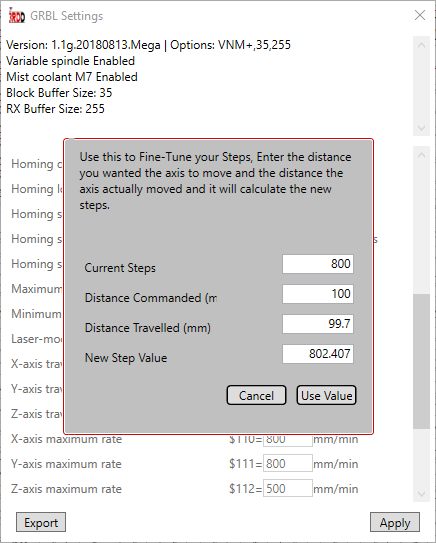 GRBL Settings
Version: 1.1g.20180813.Mega | Options: VNM+,35,255
Variable spindle Enabled
Mist coolant M7 Enabled
Block Buffer Size: 35
RX Buffer Size: 255
Use this to Fine-Tune your Steps, Enter the distance
you wanted the axis to move and the distance the
axis actually moved and it will calculate the new
steps.
Current Steps 800
Distance Commanded (m 100
Distance Travelled (mm) 99.7
New Step Value 802.407
Cancel Use Value
Homing
Homing
Homing
Homing s
Homing
Maximum
Minimum
Laser-mo
X-axis
Y-axis
Z-axis
X-axis maximum rate $110= 800 mm/min
Y-axis maximum rate $111= 800 mm/min
Z-axis maximum rate $112= 500 mm/min
Export Apply